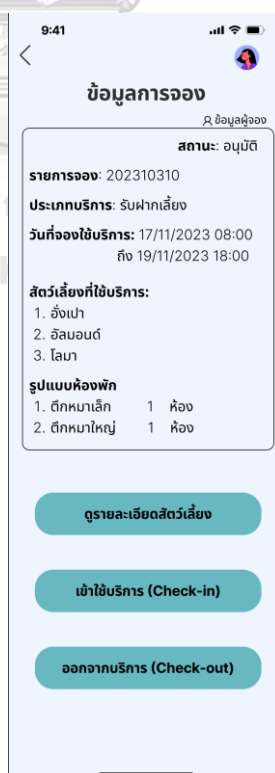 9:41
ข้อมูลการจอง
ข้อมูลผู้จอง
สถานะ: อนุมัติ
รายการจอง: 202310310
ประเภทบริการ: รับฝากเลี้ยง
วันที่จองใช้บริการ: 17/11/2023 08:00
ถึง 19/11/2023 18:00
สัตว์เลี้ยงที่ใช้บริการ:
1. อั่งเปา
2. อัลมอนด์
3. โลมา
รูปแบบห้องพัก
1. ตึกหมาเล็ก 1 ห้อง
2. ตึกหมาใหญ่ 1 ห้อง
ดูรายละเอียดสัตว์เลี้ยง
เข้าใช้บริการ (Check-in)
ออกจากบริการ (Check-out)